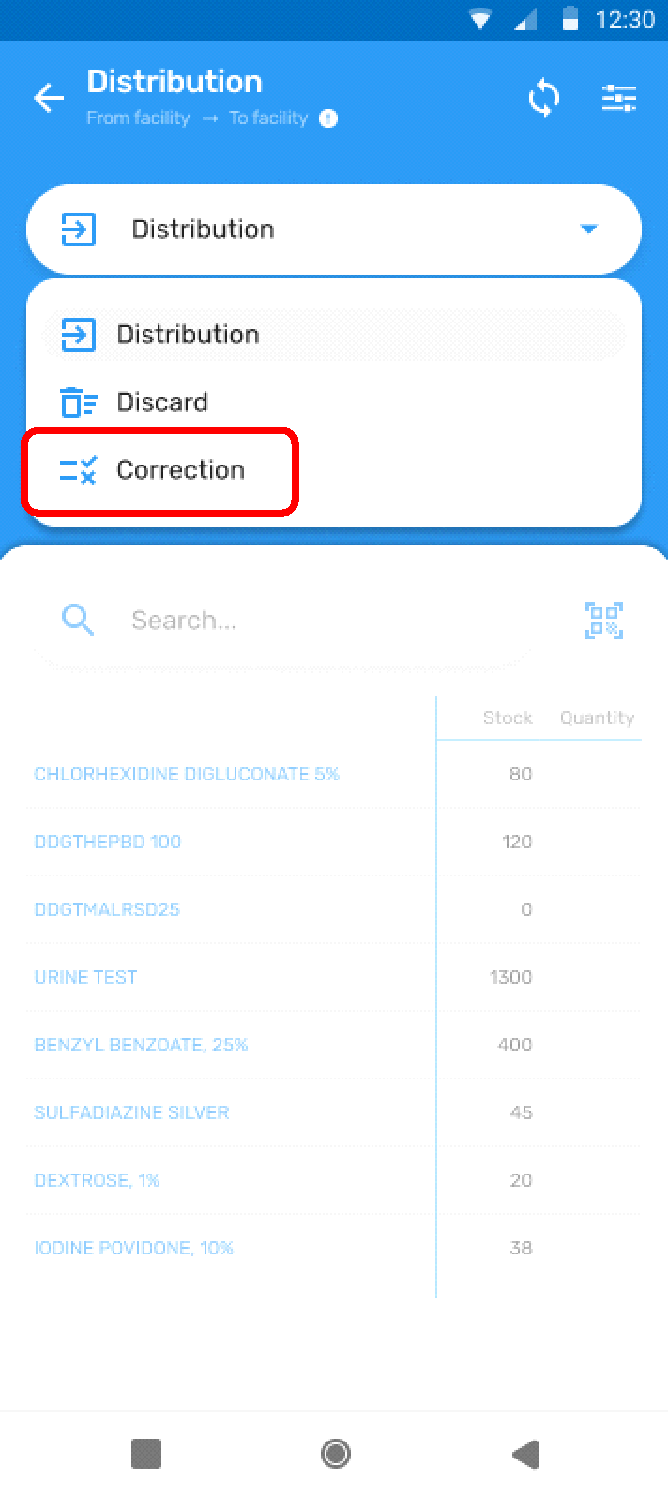 12:30
Distribution
From facility → To facility
Distribution
Distribution
Discard
Correction
Search...
Stock Quantity
CHLORHEXIDINE DIGLUCONATE 5% 80
DDGTHEPBD 100 120
DDGTMALRSD25 0
URINE TEST 1300
BENZYL BENZOATE, 25% 400
SULFADIAZINE SILVER 45
DEXTROSE, 1% 20
IODINE POVIDONE, 10% 38